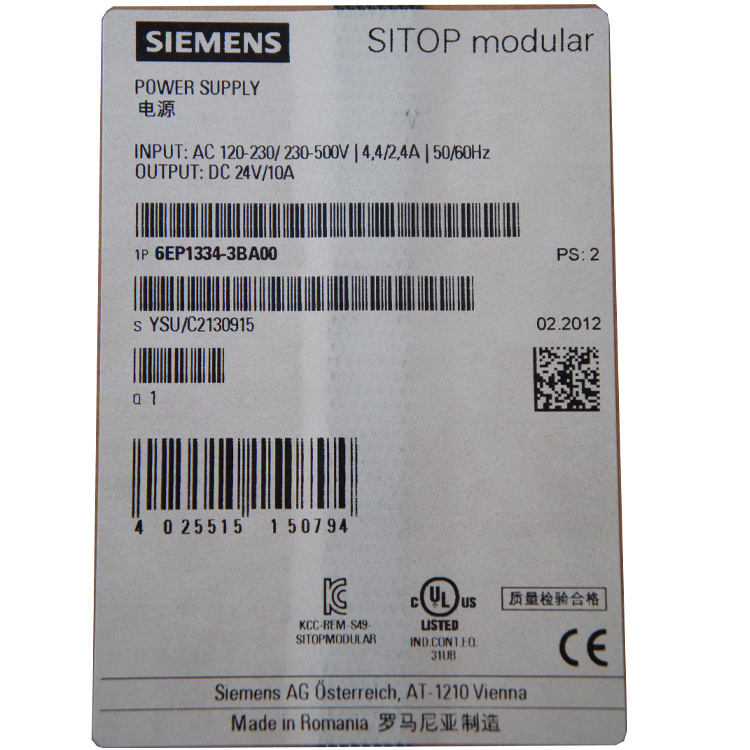 SIEMENS SITOP modular
POWER SUPPLY
电源
INPUT: AC 120-230/ 230-500V | 4,4/2,4A | 50/60Hz
OUTPUT: DC 24V/10A
1P 6EP1334-3BA00 PS: 2
S YSU/C2130915 02.2012
Q 1
4 025515 150794
KCC-REM-S49-
SITOPMODULAR
C UL US
LISTED
IND.CONT.EQ.
31UB
质量检验合格
CE
Siemens AG Österreich, AT-1210 Vienna
Made in Romania 罗马尼亚制造